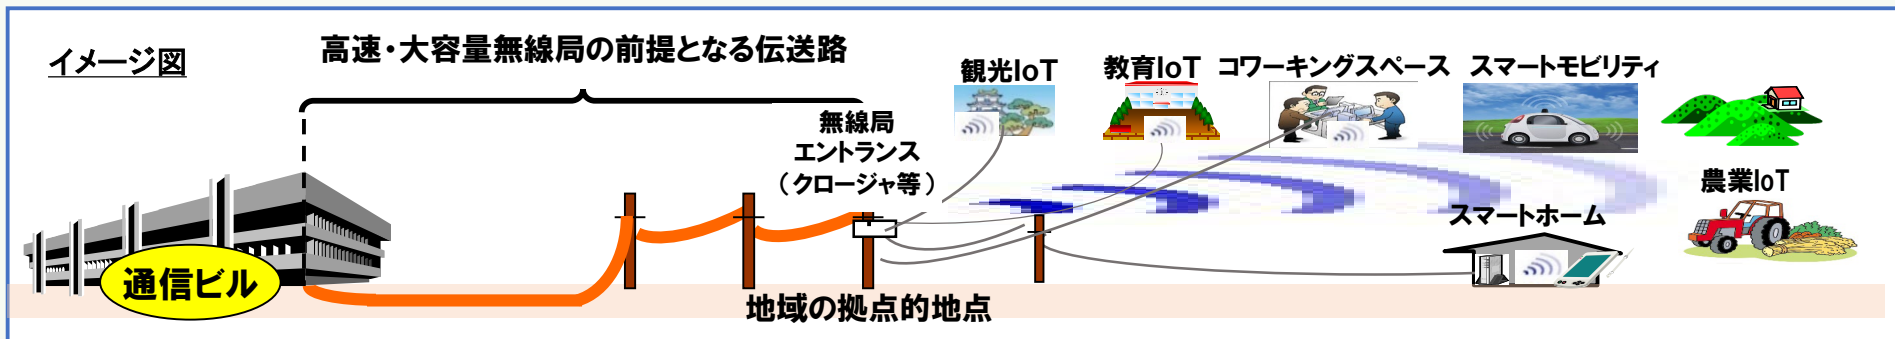 イメージ図
高速・大容量無線局の前提となる伝送路
無線局
エントランス
（クロージャ等）
観光IoT
教育IoT
コワーキングスペース
スマートモビリティ
農業IoT
スマートホーム
通信ビル
地域の拠点的地点